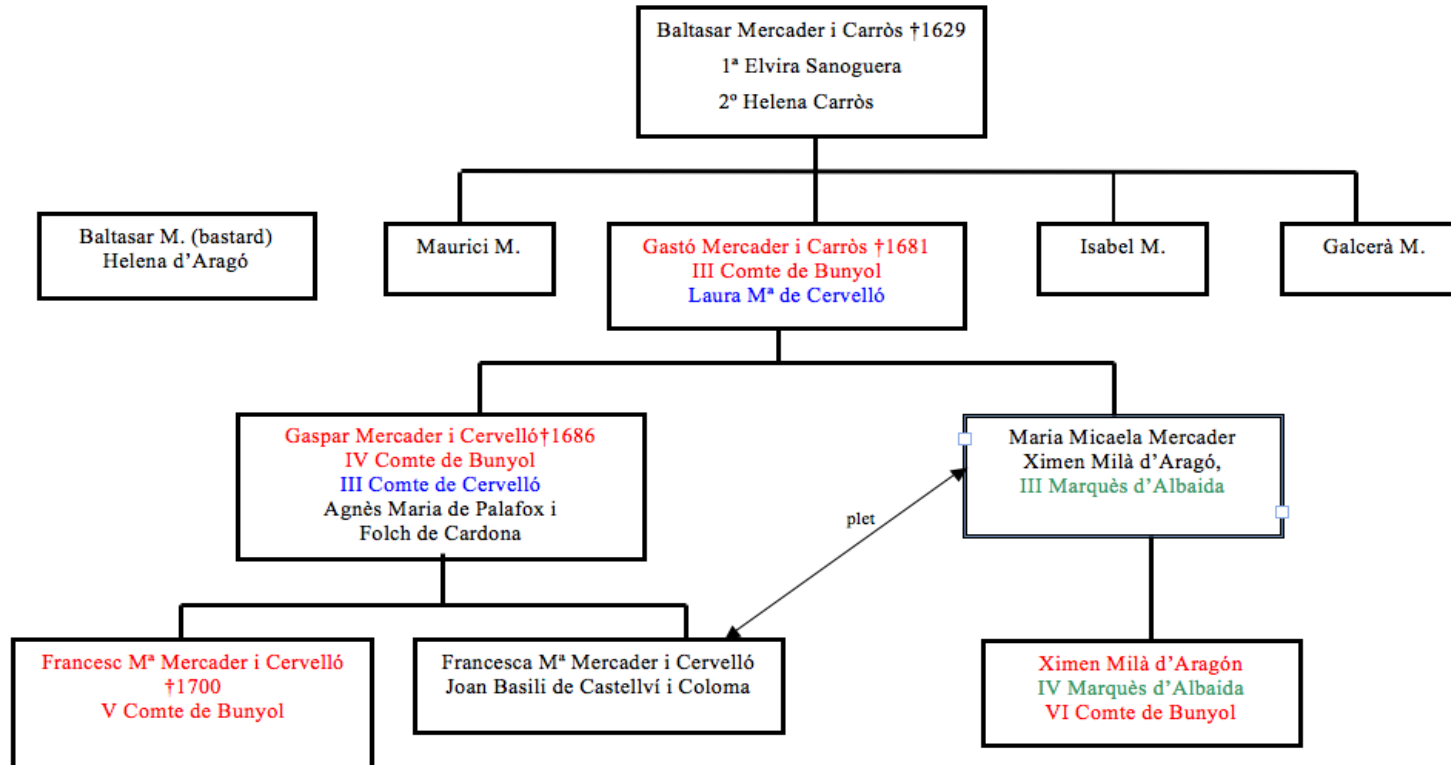 Baltasar Mercader i Carròs †1629
1ª Elvira Sanoguera
2º Helena Carròs
Baltasar M. (bastard)
Helena d’Aragó
Maurici M.
Gastó Mercader i Carròs †1681
III Comte de Bunyol
Laura Mª de Cervelló
Isabel M.
Galcerà M.
Gaspar Mercader i Cervelló†1686
IV Comte de Bunyol
III Comte de Cervelló
Agnès Maria de Palafox i
Folch de Cardona
Maria Micaela Mercader
Ximen Milà d’Aragó,
III Marquès d’Albaida
plet
Francesc Mª Mercader i Cervelló
†1700
V Comte de Bunyol
Francesca Mª Mercader i Cervelló
Joan Basili de Castellví i Coloma
Ximen Milà d’Aragón
IV Marquès d’Albaida
VI Comte de Bunyol